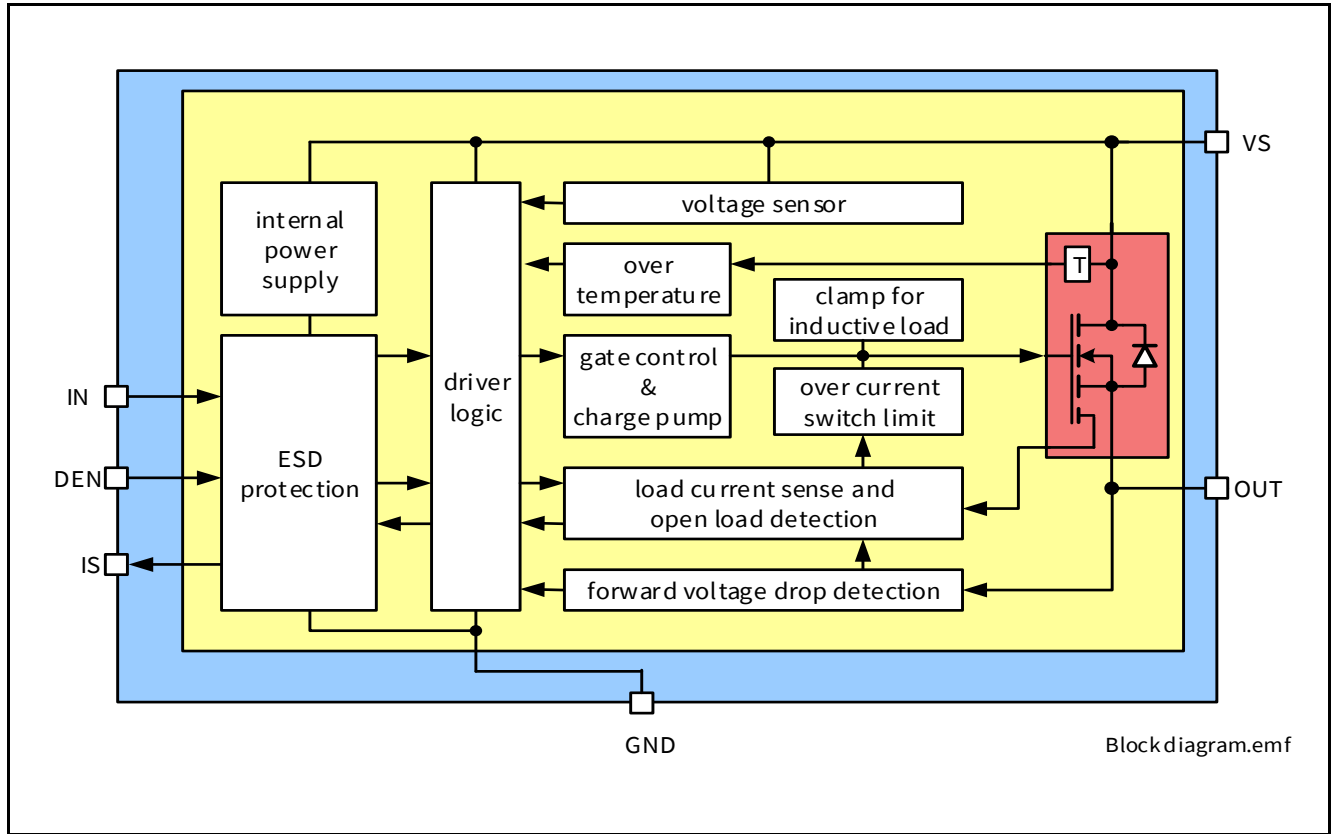 VS
internal
power
supply
voltage sensor
over
temperature
T
clamp for
inductive load
driver
logic
gate control
&
charge pump
over current
switch limit
IN
DEN
IS
ESD
protection
load current sense and
open load detection
OUT
forward voltage drop detection
GND
Blockdiagram.emf